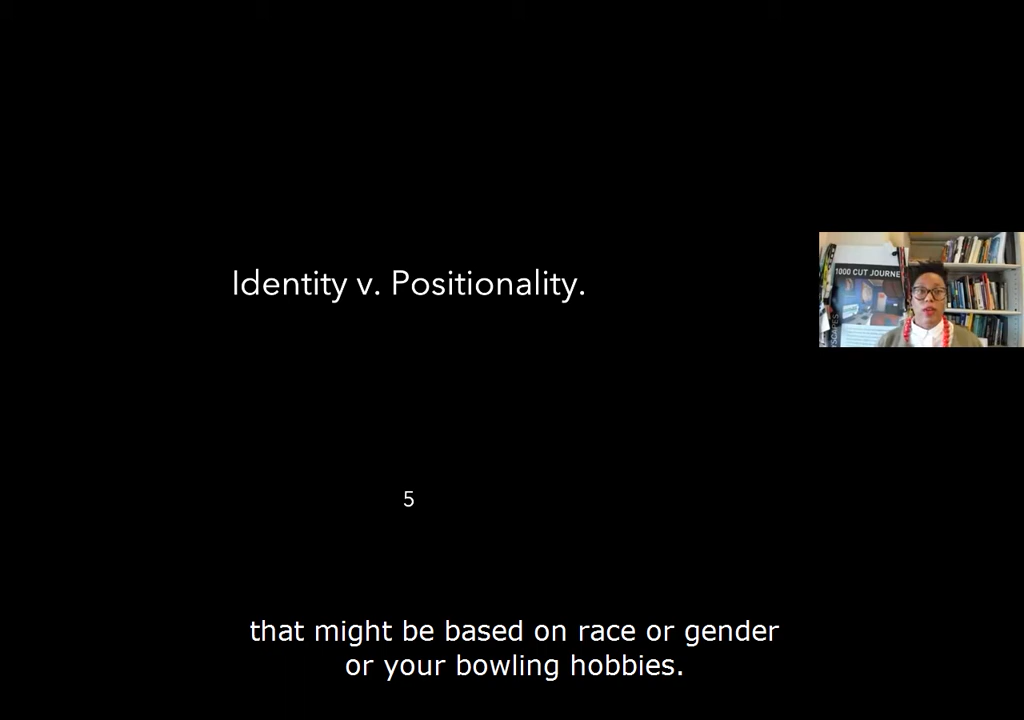 Identity v. Positionality.
1000 CUT JOURNE
5
that might be based on race or gender
or your bowling hobbies.